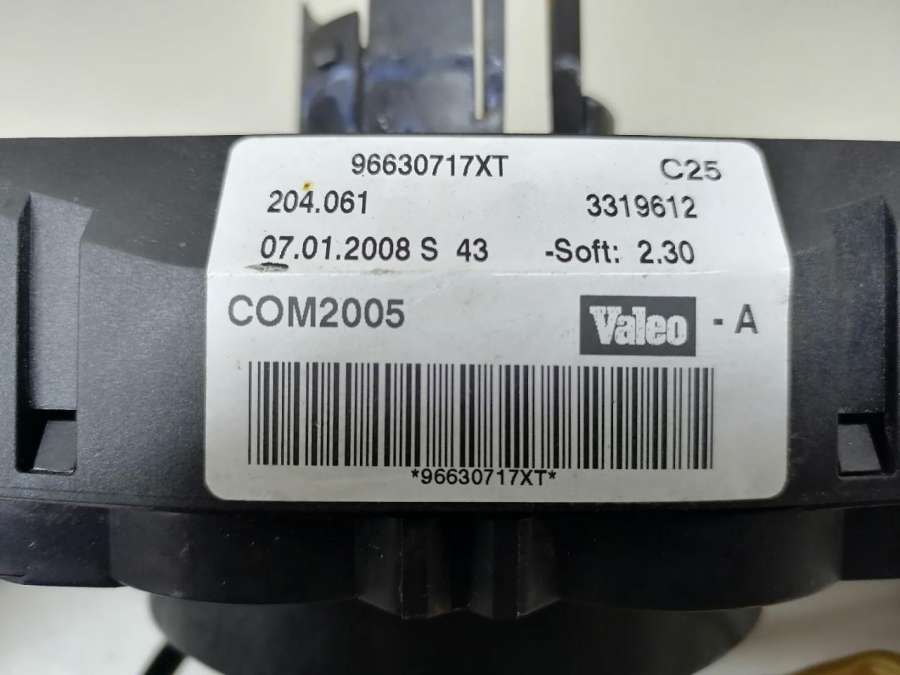 96630717XT C25
204.061 3319612
07.01.2008 S 43 -Soft: 2.30
COM2005 Valeo - A
*96630717XT*